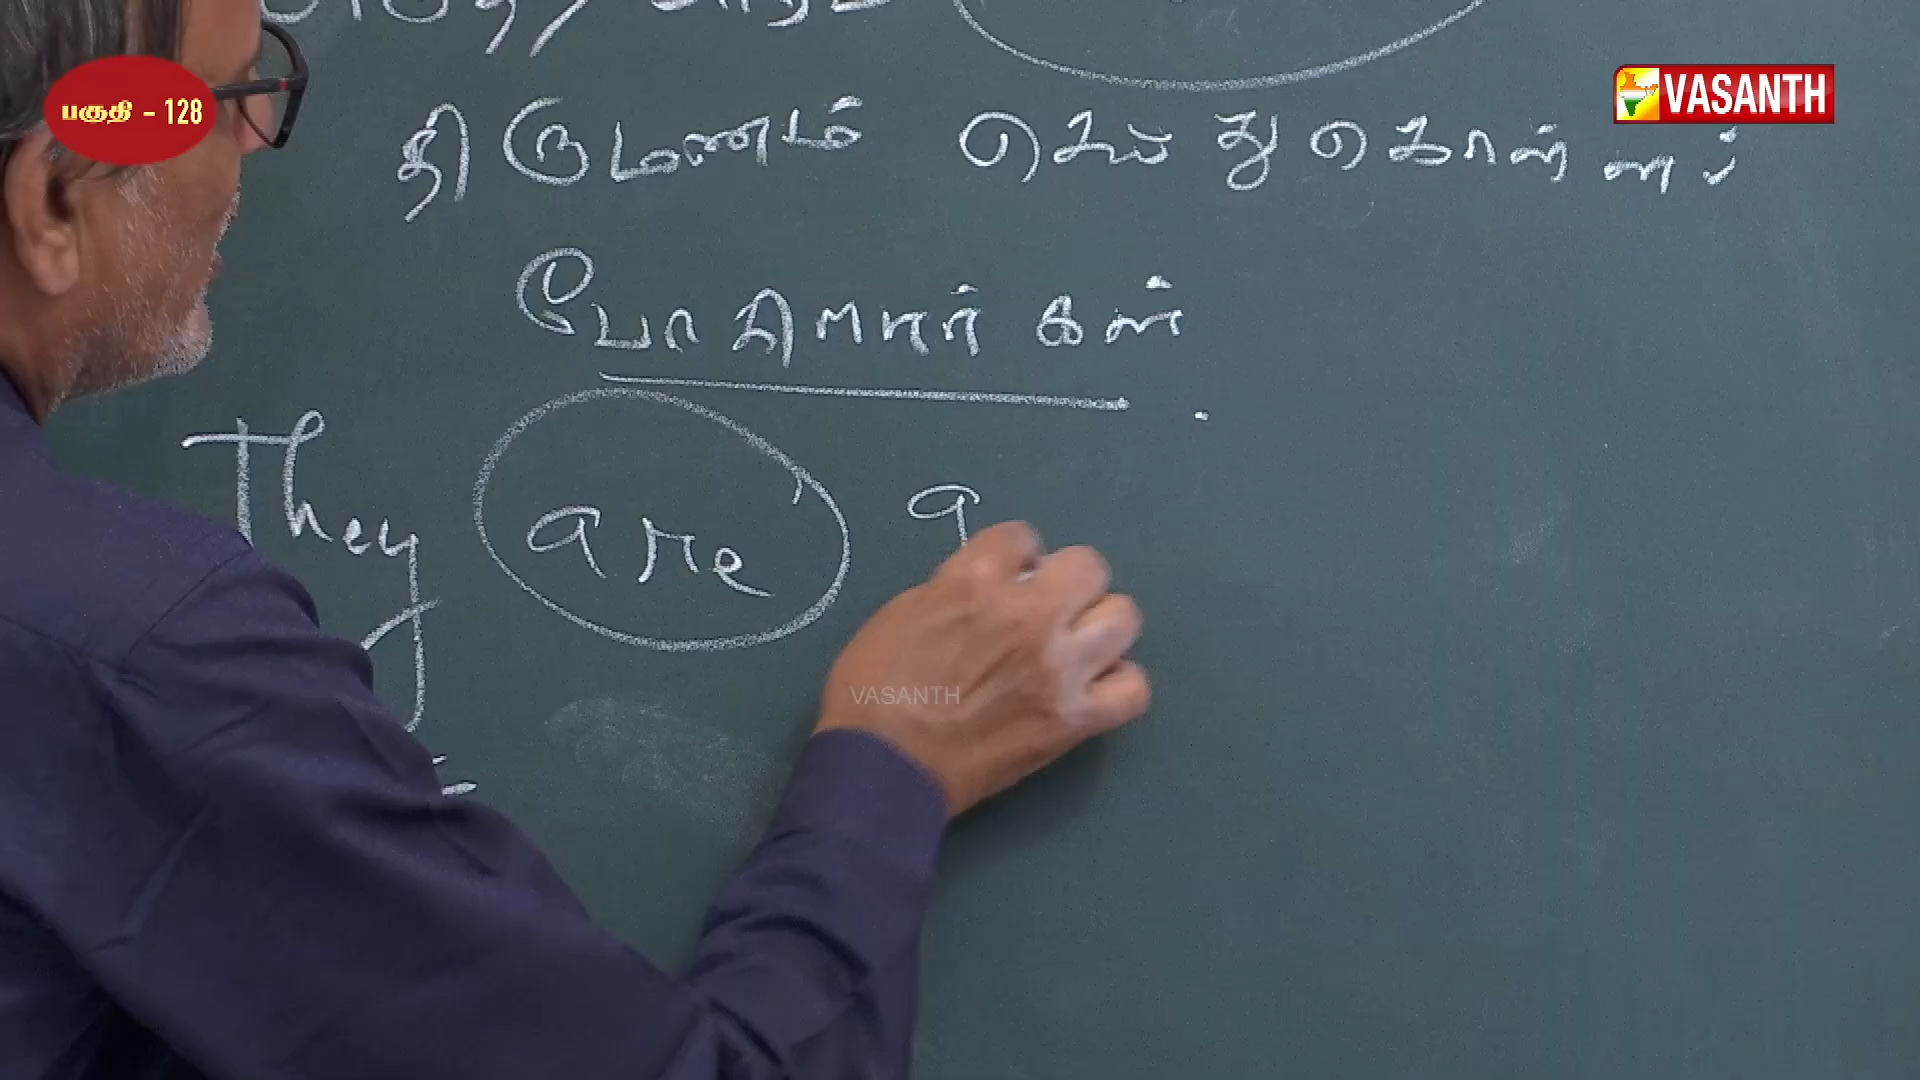 பகுதி - 128
VASANTH
திருமணம் செய்துகொள்ளப்
போகிறார்கள்
They are g
VASANTH